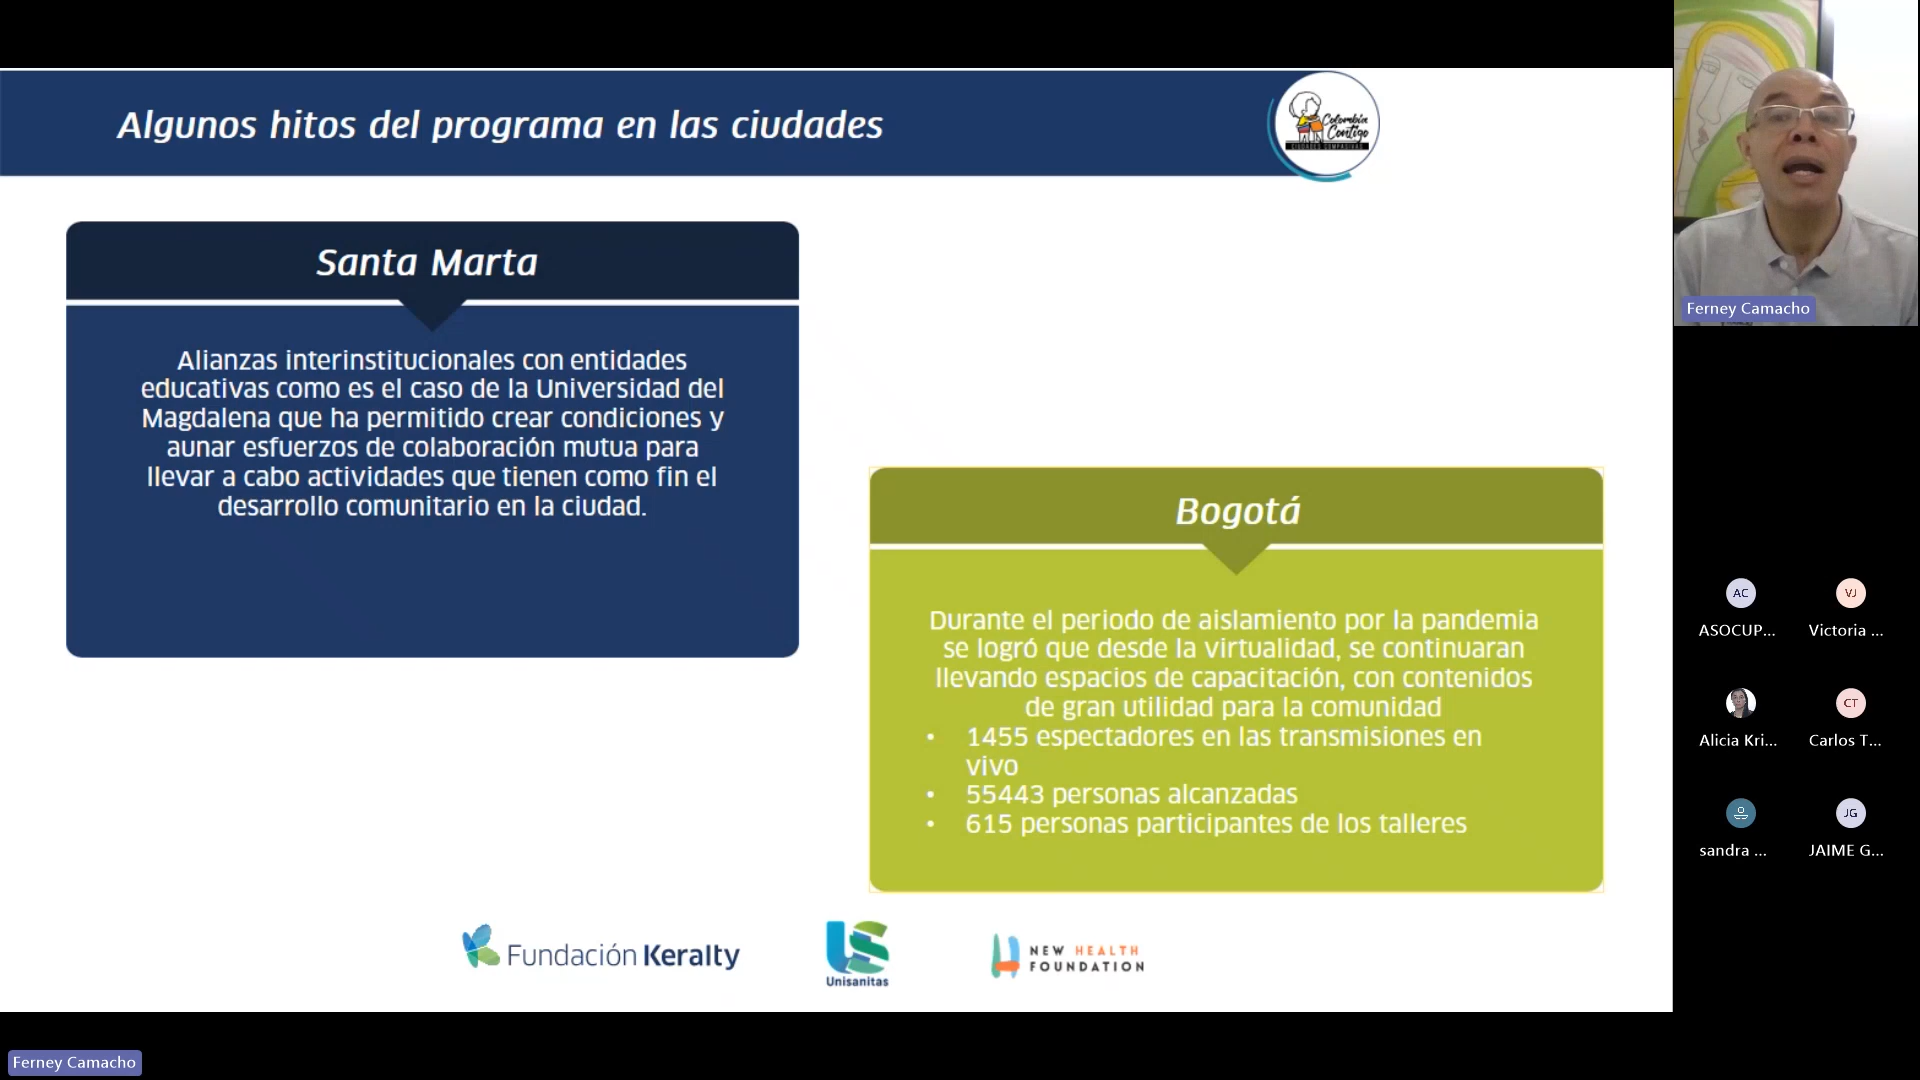 Algunos hitos del programa en las ciudades
Colombia
Contigo
Santa Marta
Alianzas interinstitucionales con entidades
educativas como es el caso de la Universidad del
Magdalena que ha permitido crear condiciones y
aunar esfuerzos de colaboración mutua para
llevar a cabo actividades que tienen como fin el
desarrollo comunitario en la ciudad.
Bogotá
Durante el periodo de aislamiento por la pandemia
se logró que desde la virtualidad, se continuaran
llevando espacios de capacitación, con contenidos
de gran utilidad para la comunidad
• 1455 espectadores en las transmisiones en
vivo
• 55443 personas alcanzadas
• 615 personas participantes de los talleres
Fundación Keralty
US
Unisanitas
NEW HEALTH
FOUNDATION
Ferney Camacho
AC
VJ
ASOCUP...
Victoria ...
CT
Alicia Kri...
Carlos T...
JG
sandra ...
JAIME G...
Ferney Camacho